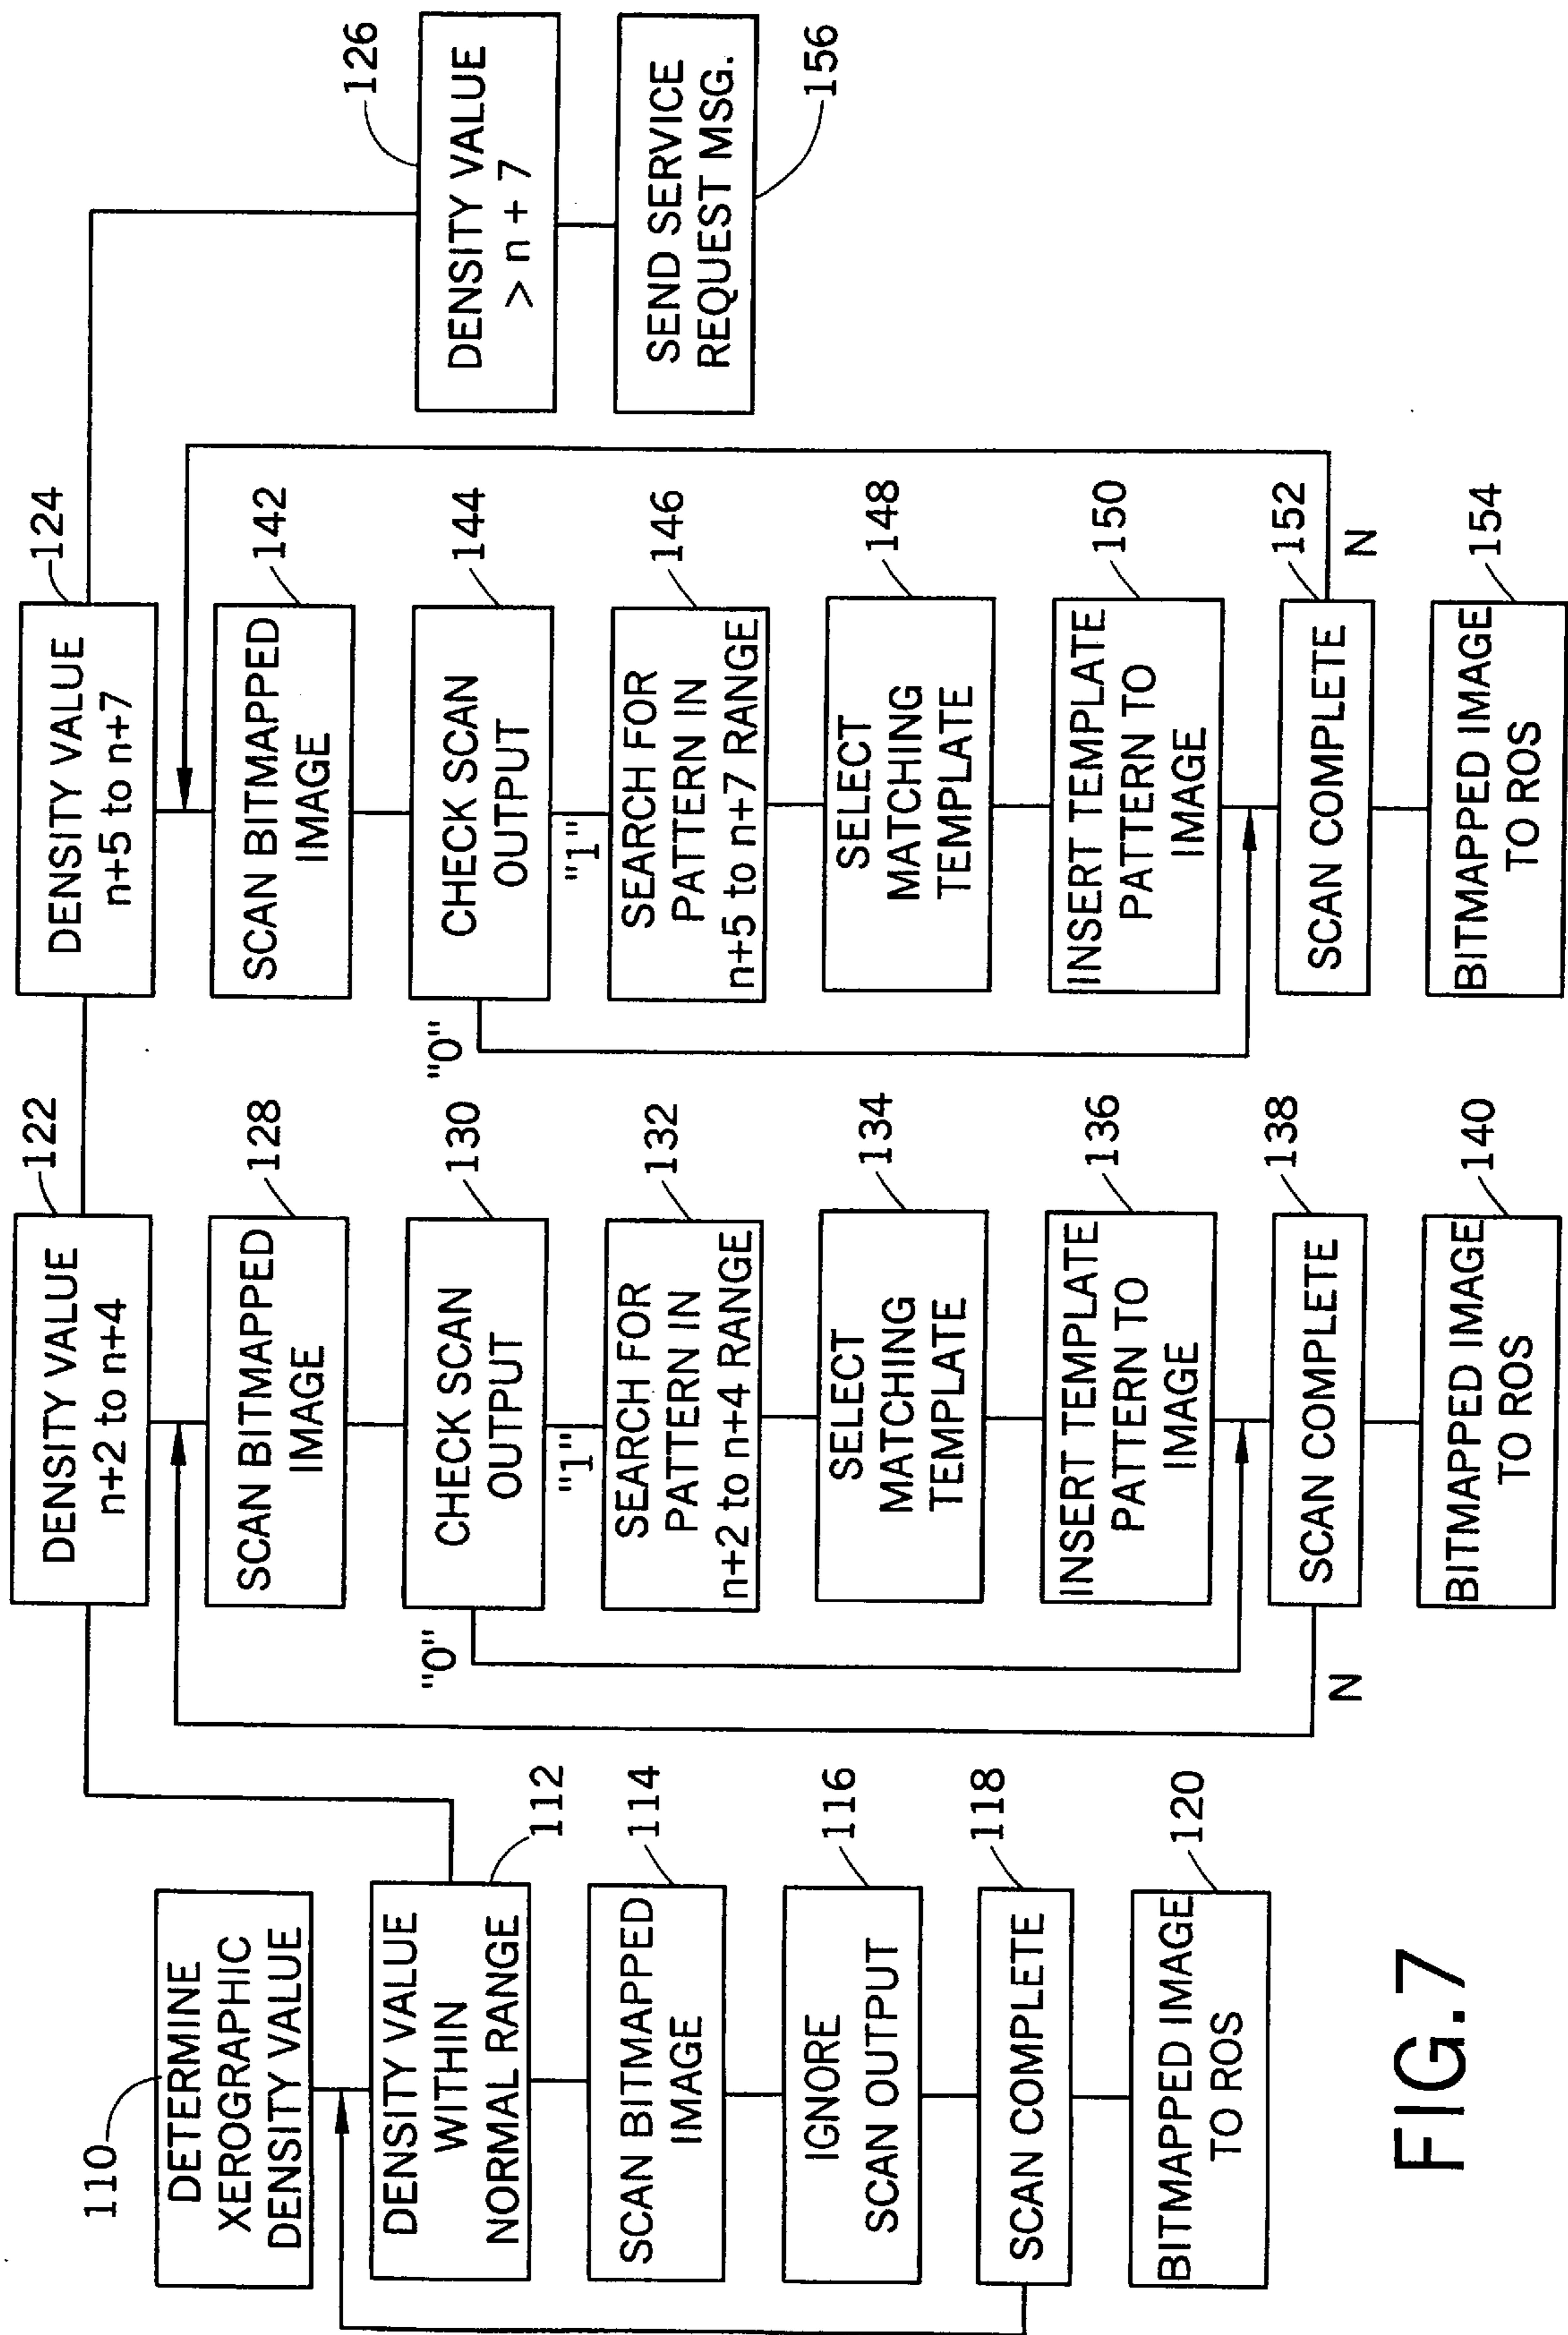 110
DETERMINE
XEROGRAPHIC
DENSITY VALUE
DENSITY VALUE
WITHIN
NORMAL RANGE
112
SCAN BITMAPPED
IMAGE
114
IGNORE
SCAN OUTPUT
116
SCAN COMPLETE
118
BITMAPPED IMAGE
TO ROS
120
DENSITY VALUE
n+2 to n+4
122
SCAN BITMAPPED
IMAGE
128
CHECK SCAN
OUTPUT
130
"0"
"1"
SEARCH FOR
PATTERN IN
n+2 to n+4 RANGE
132
SELECT
MATCHING
TEMPLATE
134
INSERT TEMPLATE
PATTERN TO
IMAGE
136
SCAN COMPLETE
138
N
BITMAPPED IMAGE
TO ROS
140
DENSITY VALUE
n+5 to n+7
124
SCAN BITMAPPED
IMAGE
142
CHECK SCAN
OUTPUT
144
"0"
"1"
SEARCH FOR
PATTERN IN
n+5 to n+7 RANGE
146
SELECT
MATCHING
TEMPLATE
148
INSERT TEMPLATE
PATTERN TO
IMAGE
150
SCAN COMPLETE
152
N
BITMAPPED IMAGE
TO ROS
154
DENSITY VALUE
> n + 7
126
SEND SERVICE
REQUEST MSG.
156
FIG.7